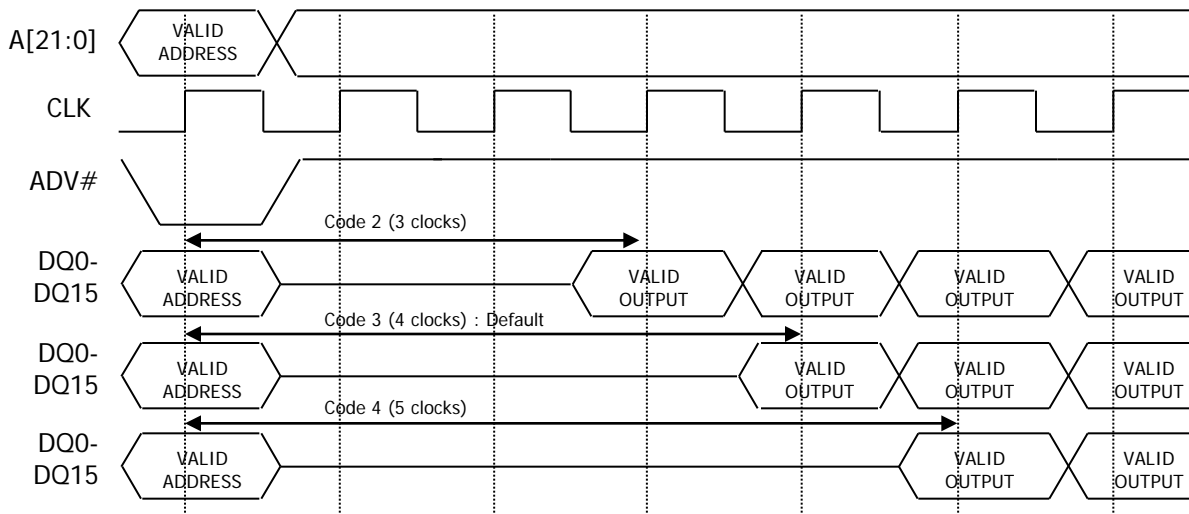 A[21:0]
VALID
ADDRESS
CLK
ADV#
Code 2 (3 clocks)
DQ0-
DQ15
VALID
ADDRESS
VALID
OUTPUT
VALID
OUTPUT
VALID
OUTPUT
VALID
OUTPUT
Code 3 (4 clocks) : Default
DQ0-
DQ15
VALID
ADDRESS
VALID
OUTPUT
VALID
OUTPUT
VALID
OUTPUT
Code 4 (5 clocks)
DQ0-
DQ15
VALID
ADDRESS
VALID
OUTPUT
VALID
OUTPUT